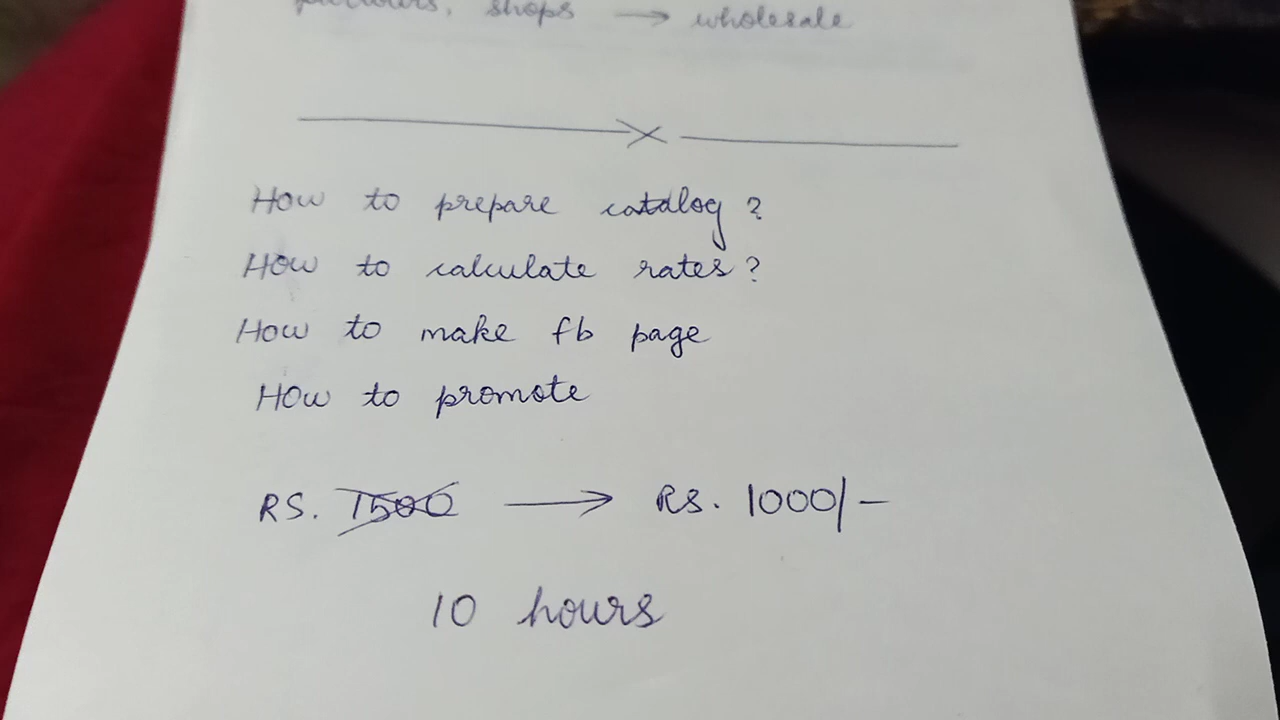 shops → wholesale
How to prepare catalog ?
How to calculate rates ?
How to make fb page
How to promote
RS. 1500 → RS. 1000/-
10 hours